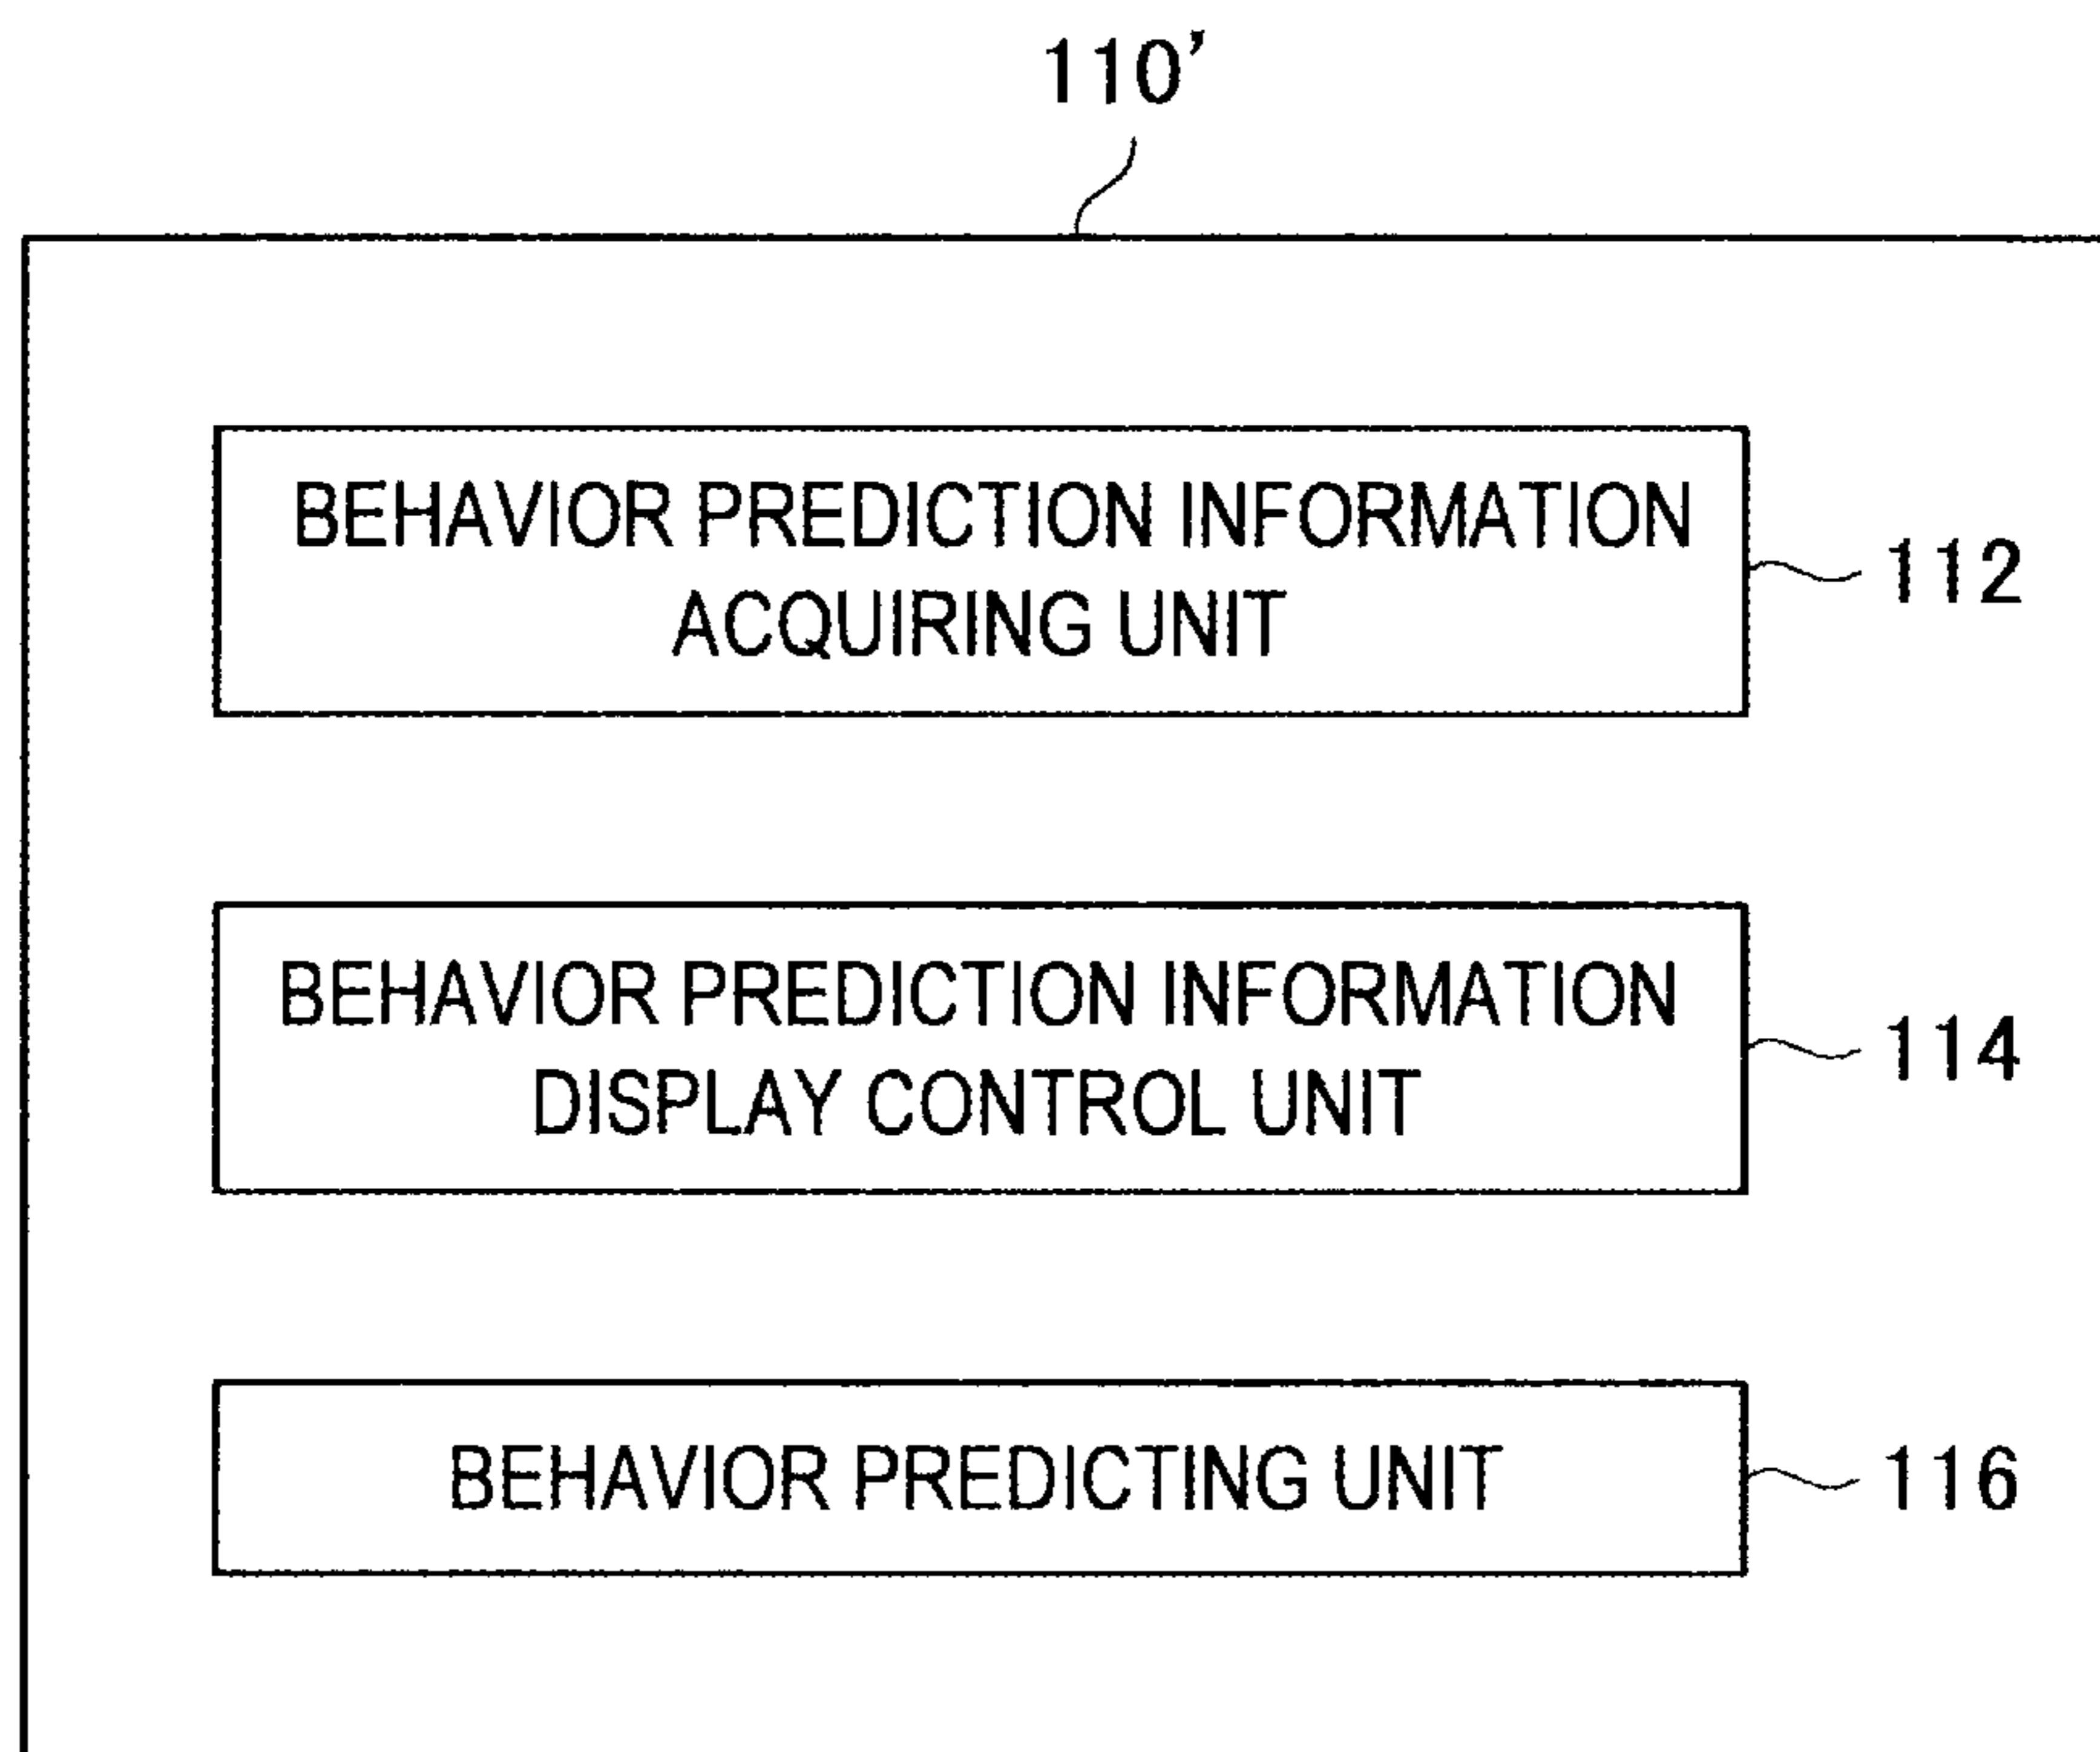 110'
BEHAVIOR PREDICTION INFORMATION
ACQUIRING UNIT
112
BEHAVIOR PREDICTION INFORMATION
DISPLAY CONTROL UNIT
114
BEHAVIOR PREDICTING UNIT
116